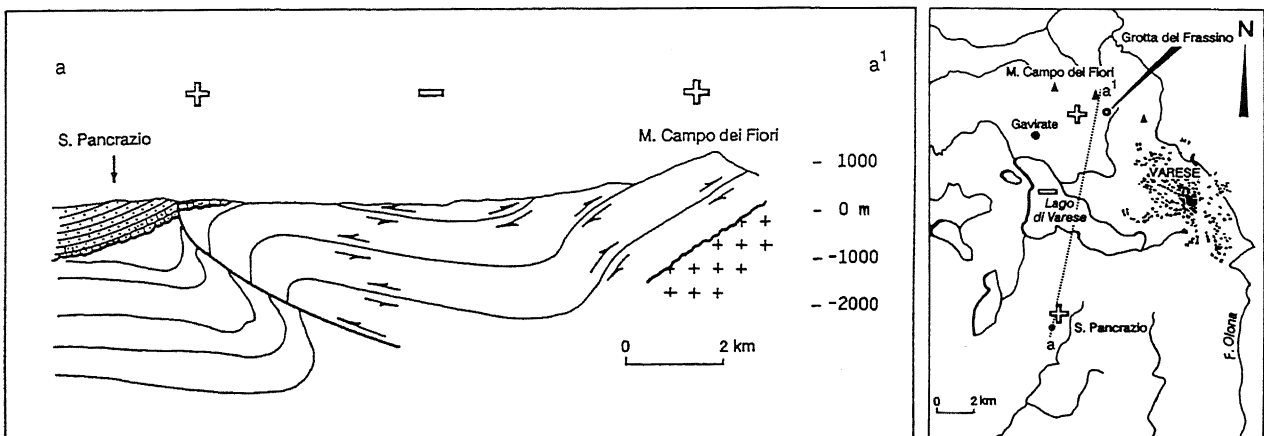 a
a¹
S. Pancrazio
M. Campo dei Fiori
- 1000
- 0 m
- -1000
- -2000
0 2 km
N
Grotta del Frassino
M. Campo dei Fiori
a¹
Gavirate
VARESE
Lago
di Varese
S. Pancrazio
a
F. Olona
0 2 km